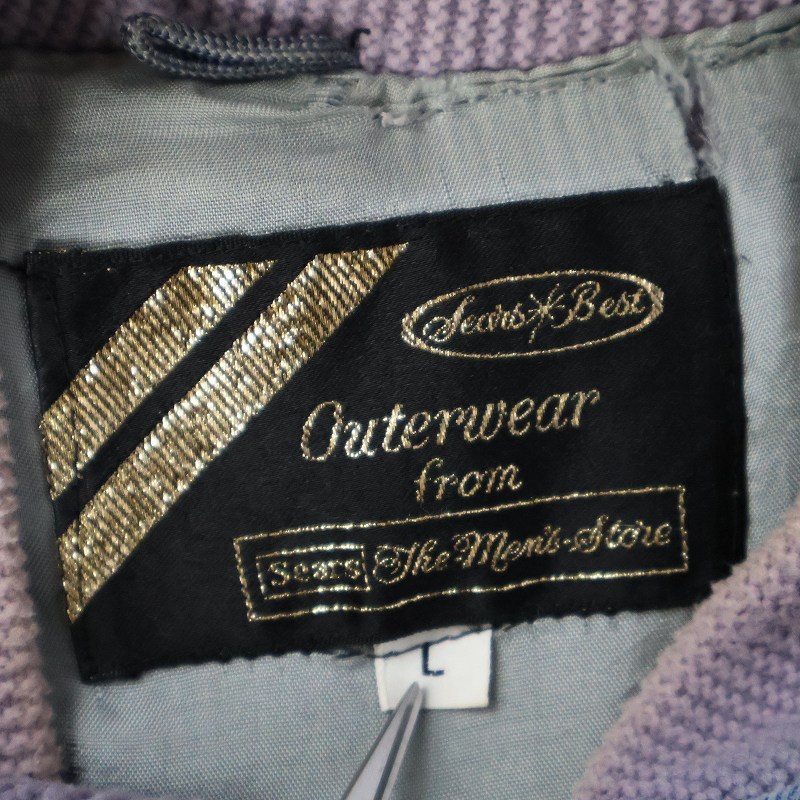 Sears Best
Outerwear
from
Sears The Men's Store
L